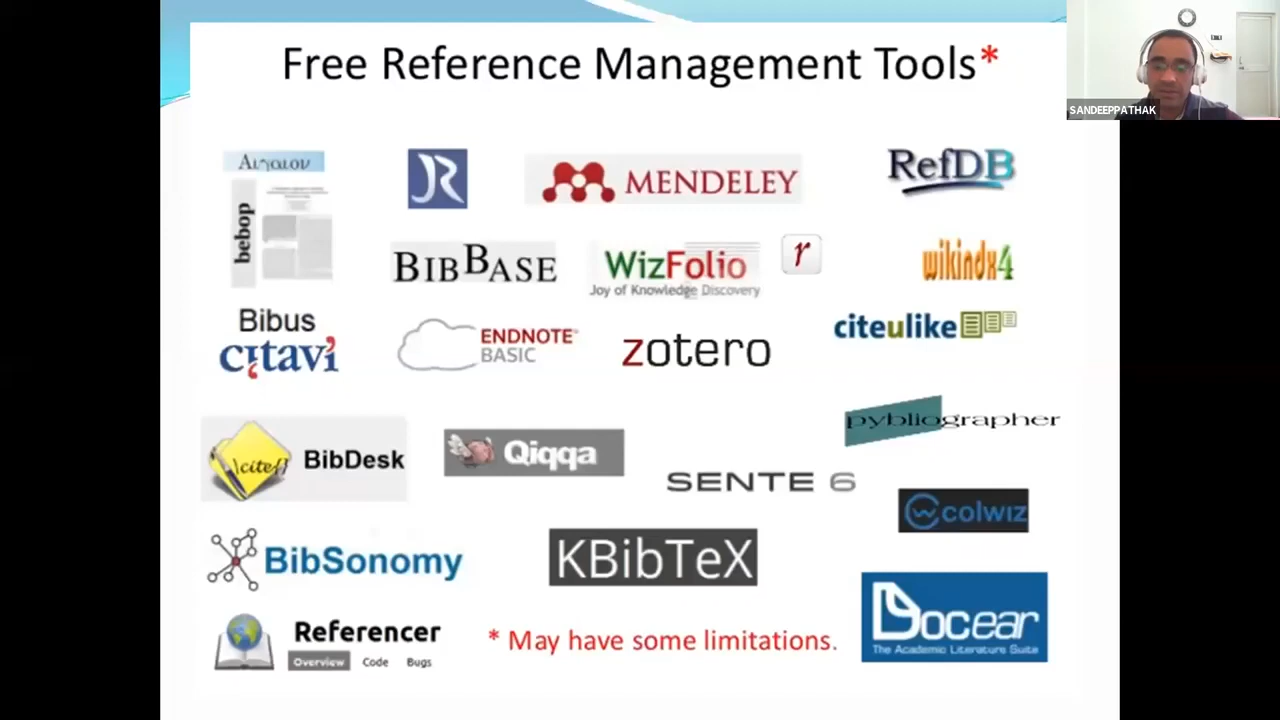 Free Reference Management Tools*
SANDEEPPATHAK
Αιγαίον
bebop
JR
MENDELEY
RefDB
BIBBASE
WizFolio
Joy of Knowledge Discovery
r
wikindx4
Bibus
citavi
ENDNOTE
BASIC
zotero
citeulike
pybliographer
\cite{}
BibDesk
Qiqqa
SENTE 6
colwiz
BibSonomy
KBibTeX
Docear
The Academic Literature Suite
Referencer
Overview Code Bugs
* May have some limitations.